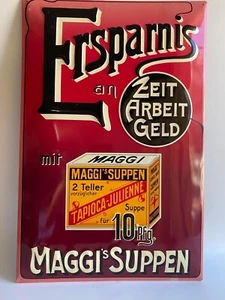 Ersparnis
an ZEIT
ARBEIT
GELD
mit
MAGGI
MAGGI'S SUPPEN
2 Teller
vorzüglicher
TAPIOCA-JULIENNE
Suppe
für 10 Pfg.
MAGGI'S SUPPEN